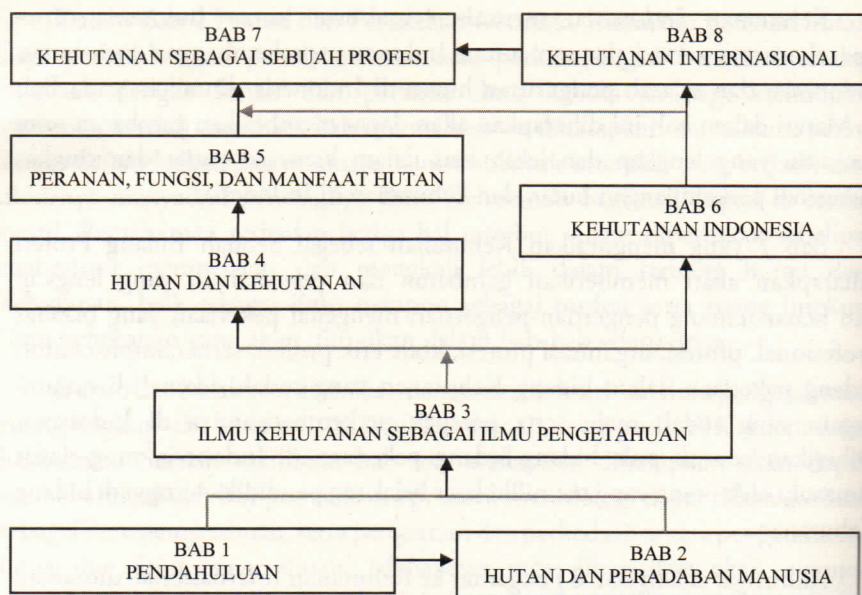 BAB 7
KEHUTANAN SEBAGAI SEBUAH PROFESI
BAB 8
KEHUTANAN INTERNASIONAL
BAB 5
PERANAN, FUNGSI, DAN MANFAAT HUTAN
BAB 6
KEHUTANAN INDONESIA
BAB 4
HUTAN DAN KEHUTANAN
BAB 3
ILMU KEHUTANAN SEBAGAI ILMU PENGETAHUAN
BAB 1
PENDAHULUAN
BAB 2
HUTAN DAN PERADABAN MANUSIA